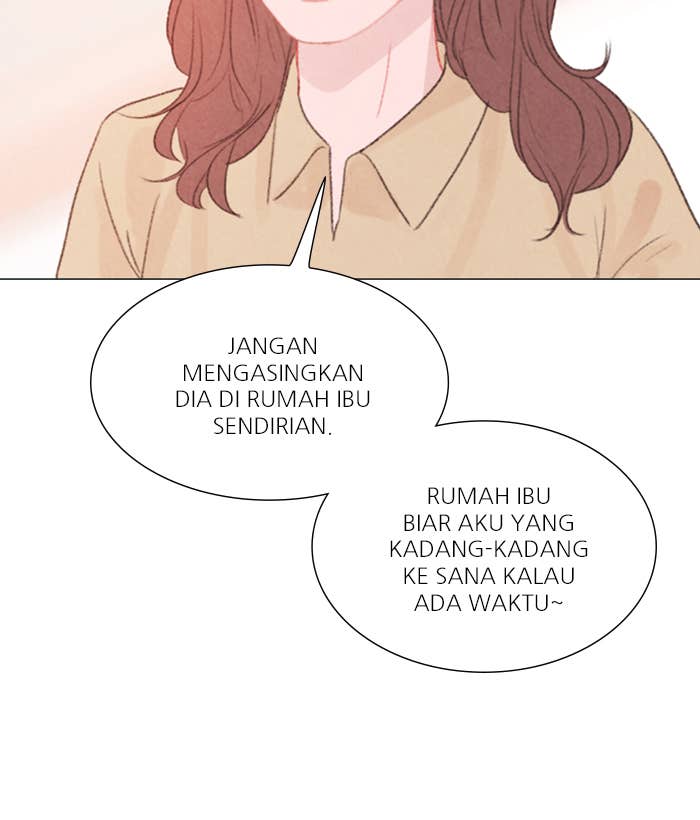 JANGAN
MENGASINGKAN
DIA DI RUMAH IBU
SENDIRIAN.
RUMAH IBU
BIAR AKU YANG
KADANG-KADANG
KE SANA KALAU
ADA WAKTU~